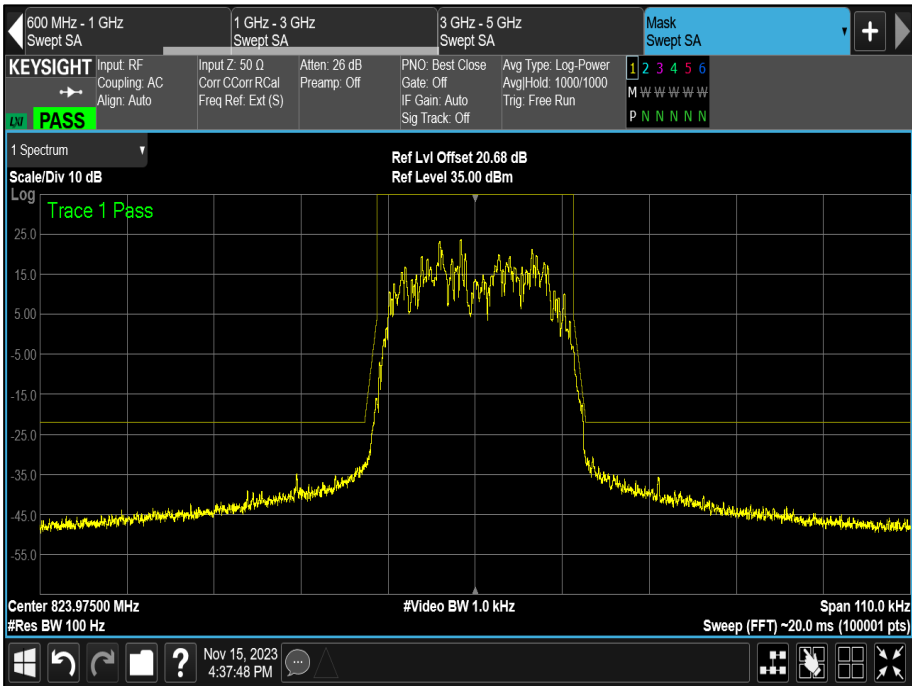 600 MHz - 1 GHz
Swept SA
1 GHz - 3 GHz
Swept SA
3 GHz - 5 GHz
Swept SA
Mask
Swept SA
+
KEYSIGHT
LXI PASS
Input: RF
Coupling: AC
Align: Auto
Input Z: 50 Ω
Corr CCorr RCal
Freq Ref: Ext (S)
Atten: 26 dB
Preamp: Off
PNO: Best Close
Gate: Off
IF Gain: Auto
Sig Track: Off
Avg Type: Log-Power
Avg|Hold: 1000/1000
Trig: Free Run
1 2 3 4 5 6
M W W W W W
P N N N N N
1 Spectrum
Scale/Div 10 dB
Ref Lvl Offset 20.68 dB
Ref Level 35.00 dBm
Log
Trace 1 Pass
25.0
15.0
5.00
-5.00
-15.0
-25.0
-35.0
-45.0
-55.0
Center 823.97500 MHz
#Video BW 1.0 kHz
Span 110.0 kHz
#Res BW 100 Hz
Sweep (FFT) ~20.0 ms (100001 pts)
?
Nov 15, 2023
4:37:48 PM